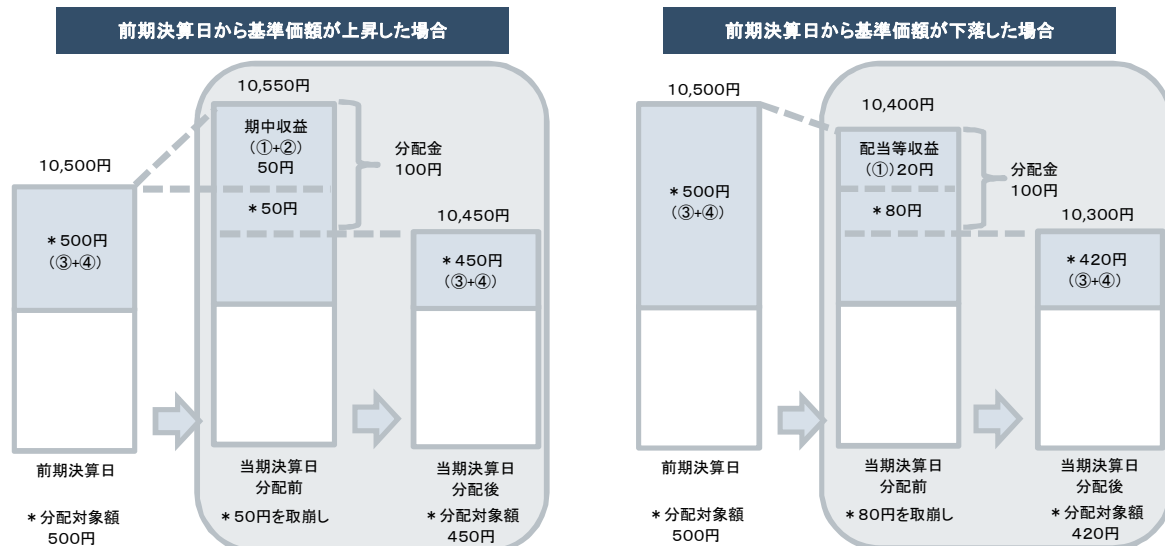 前期決算日から基準価額が上昇した場合
10,500円
＊500円
（③+④）
前期決算日
＊分配対象額
500円
10,550円
期中収益
（①+②）
50円
＊50円
分配金
100円
当期決算日
分配前
＊50円を取崩し
10,450円
＊450円
（③+④）
当期決算日
分配後
＊分配対象額
450円
前期決算日から基準価額が下落した場合
10,500円
＊500円
（③+④）
前期決算日
＊分配対象額
500円
10,400円
配当等収益
（①）20円
＊80円
分配金
100円
当期決算日
分配前
＊80円を取崩し
10,300円
＊420円
（③+④）
当期決算日
分配後
＊分配対象額
420円